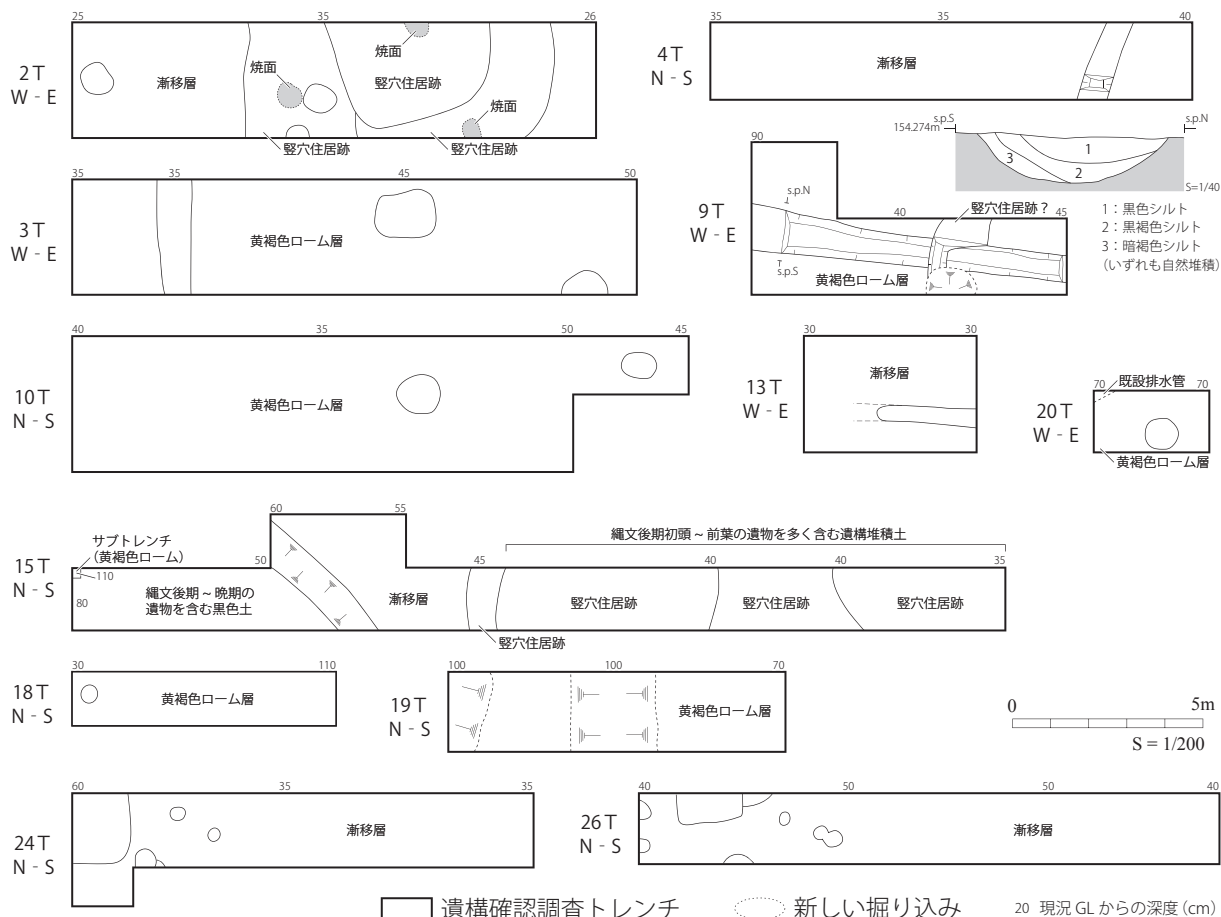 25
35
26
2T
W - E
漸移層
焼面
焼面
竪穴住居跡
焼面
竪穴住居跡
竪穴住居跡
35
35
40
4T
N - S
漸移層
s.p.S
s.p.N
154.274m
1
2
3
S=1/40
1：黒色シルト
2：黒褐色シルト
3：暗褐色シルト
(いずれも自然堆積)
35
35
45
50
3T
W - E
黄褐色ローム層
90
40
45
9T
W - E
s.p.N
s.p.S
竪穴住居跡？
黄褐色ローム層
40
35
50
45
10T
N - S
黄褐色ローム層
30
30
13T
W - E
漸移層
70
70
既設排水管
20T
W - E
黄褐色ローム層
サブトレンチ
(黄褐色ローム)
110
80
50
60
55
45
40
40
35
15T
N - S
縄文後期～晩期の
遺物を含む黒色土
漸移層
竪穴住居跡
縄文後期初頭～前葉の遺物を多く含む遺構堆積土
竪穴住居跡
竪穴住居跡
竪穴住居跡
30
110
18T
N - S
黄褐色ローム層
100
100
70
19T
N - S
黄褐色ローム層
0
5m
S = 1/200
60
35
35
24T
N - S
漸移層
40
50
50
40
26T
N - S
漸移層
遺構確認調査トレンチ
新しい掘り込み
20 現況 GL からの深度 (cm)